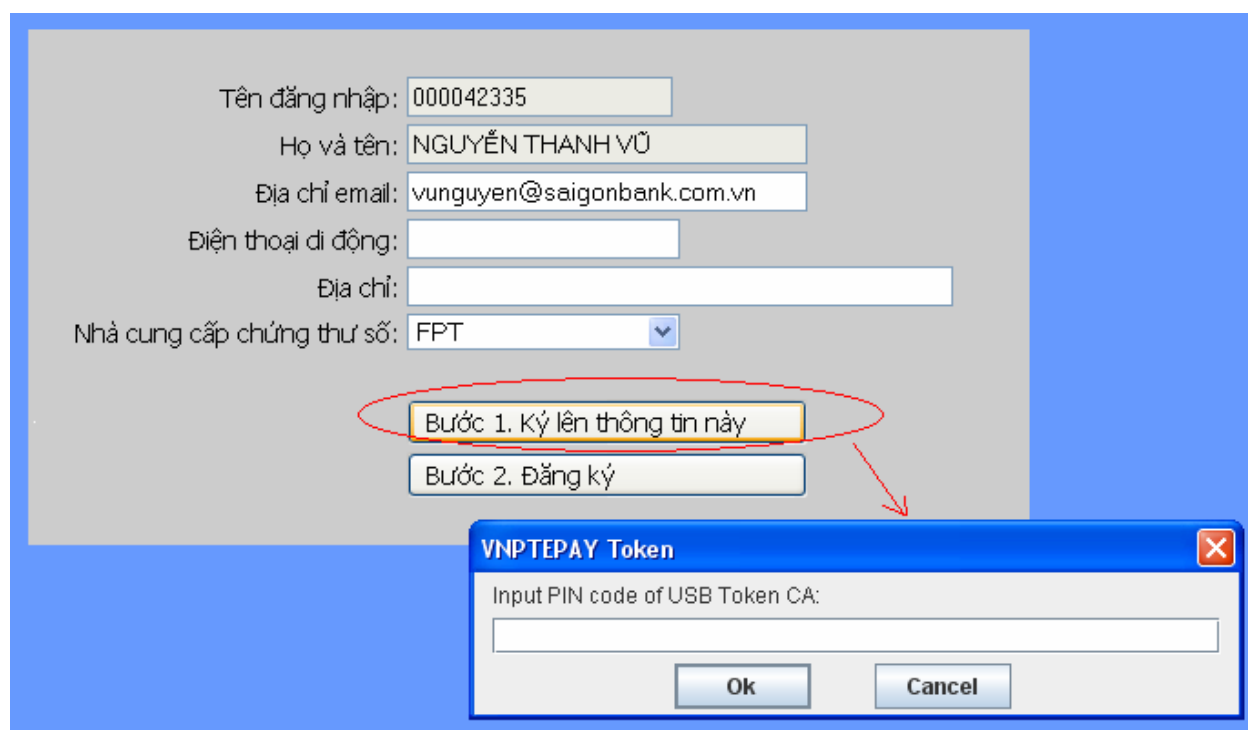 Tên đăng nhập: 000042335
Họ và tên: NGUYỄN THANH VŨ
Địa chỉ email: vunguyen@saigonbank.com.vn
Điện thoại di động:
Địa chỉ:
Nhà cung cấp chứng thư số: FPT
Bước 1. Ký lên thông tin này
Bước 2. Đăng ký
VNPTEPAY Token
Input PIN code of USB Token CA:
Ok Cancel